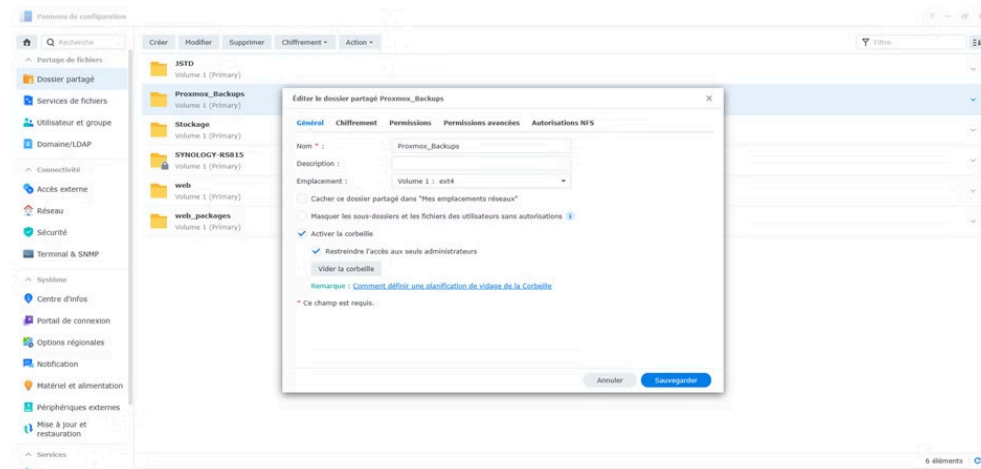 Panneau de configuration
Recherche
Créer Modifier Supprimer Chiffrement Action Filtre
Partage de fichiers
Dossier partagé
Services de fichiers
Utilisateur et groupe
Domaine/LDAP
Connectivité
Accès externe
Réseau
Sécurité
Terminal & SNMP
Système
Centre d'infos
Portail de connexion
Options régionales
Notification
Matériel et alimentation
Périphériques externes
Mise à jour et
restauration
Services
JSTD
Volume 1 (Primary)
Proxmox_Backups
Volume 1 (Primary)
Stockage
Volume 1 (Primary)
SYNOLOGY-RS815
Volume 1 (Primary)
web
Volume 1 (Primary)
web_packages
Volume 1 (Primary)
Éditer le dossier partagé Proxmox_Backups
Général Chiffrement Permissions Permissions avancées Autorisations NFS
Nom * : Proxmox_Backups
Description :
Emplacement : Volume 1 : ext4
Cacher ce dossier partagé dans "Mes emplacements réseaux"
Masquer les sous-dossiers et les fichiers des utilisateurs sans autorisations
Activer la corbeille
Restreindre l'accès aux seuls administrateurs
Vider la corbeille
Remarque : Comment définir une planification de vidage de la Corbeille
* Ce champ est requis.
Annuler Sauvegarder
6 éléments